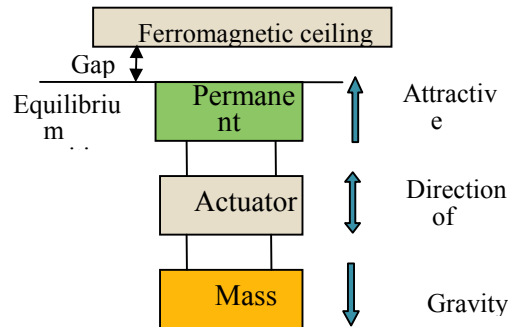 Ferromagnetic ceiling
Gap
Equilibriu
m
Permane
nt
Attractiv
e
Actuator
Direction
of
Mass
Gravity